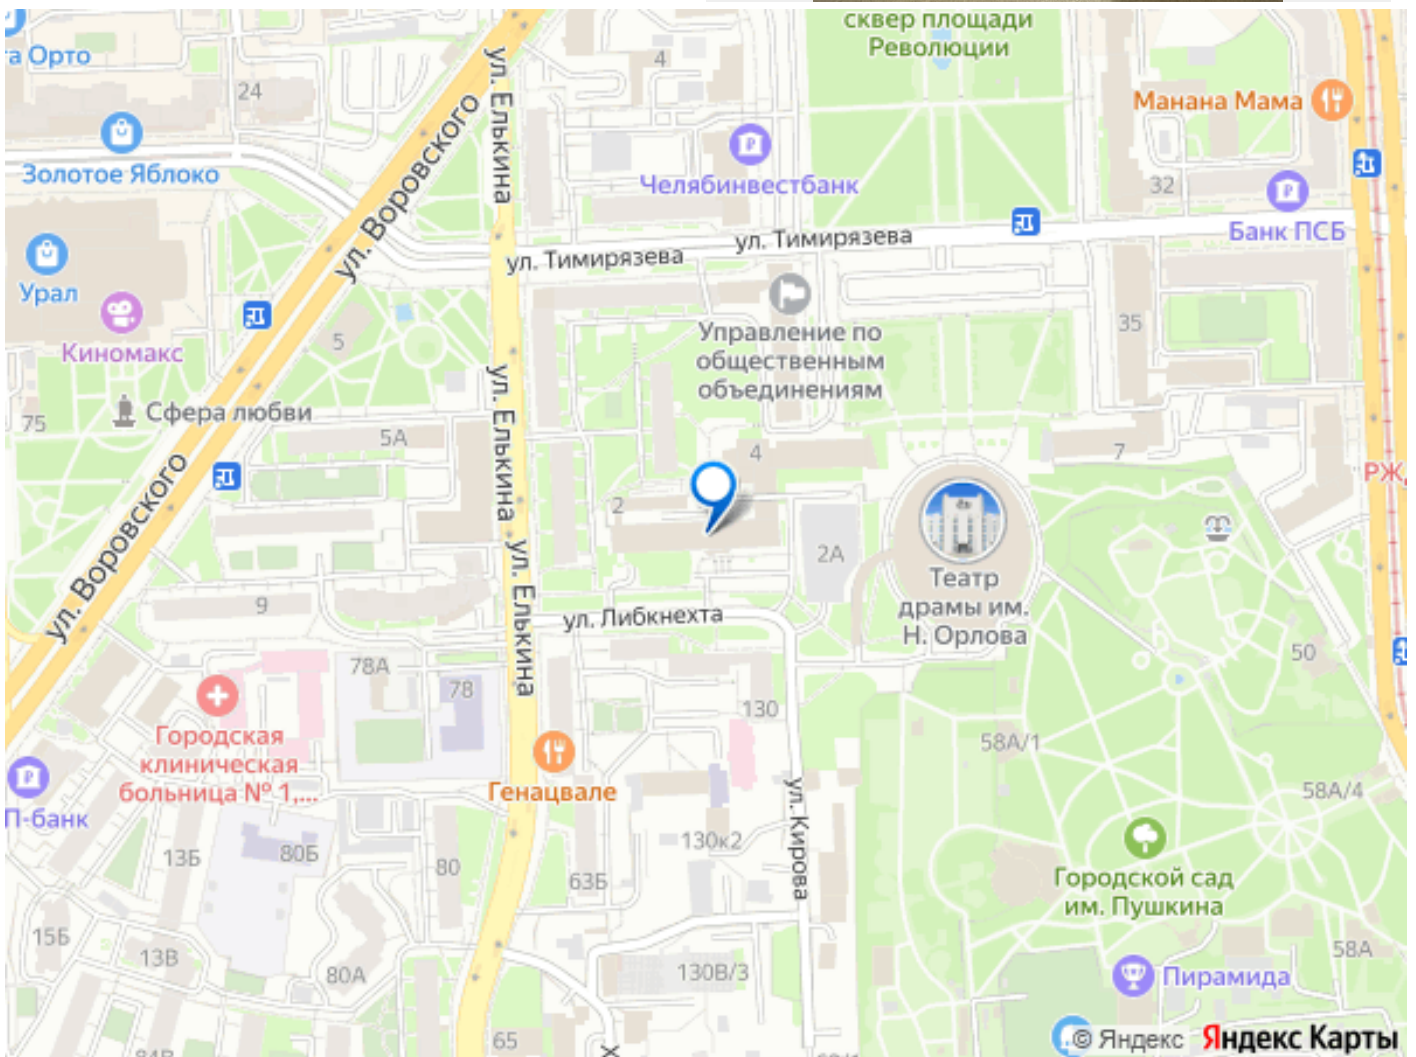 сквер площади
Революции
та Орто
24
4
ул. Елькина
ул. Воровского
Манана Мама
Золотое Яблоко
Челябинвестбанк
32
Банк ПСБ
ул. Тимирязева
ул. Тимирязева
Урал
Киномакс
5
Управление по
общественным
объединениям
35
Сфера любви
75
5А
ул. Елькина
4
7
РЖД
ул. Воровского
2
2А
Театр
драмы им.
Н. Орлова
9
ул. Елькина
ул. Либкнехта
50
78А
78
130
Городская
клиническая
больница № 1,...
58А/1
Генацвале
58А/4
П-банк
ул. Кирова
13Б
80Б
80
130к2
63Б
Городской сад
им. Пушкина
15Б
13В
80А
130В/3
58А
Пирамида
65
84В
© Яндекс Яндекс Карты